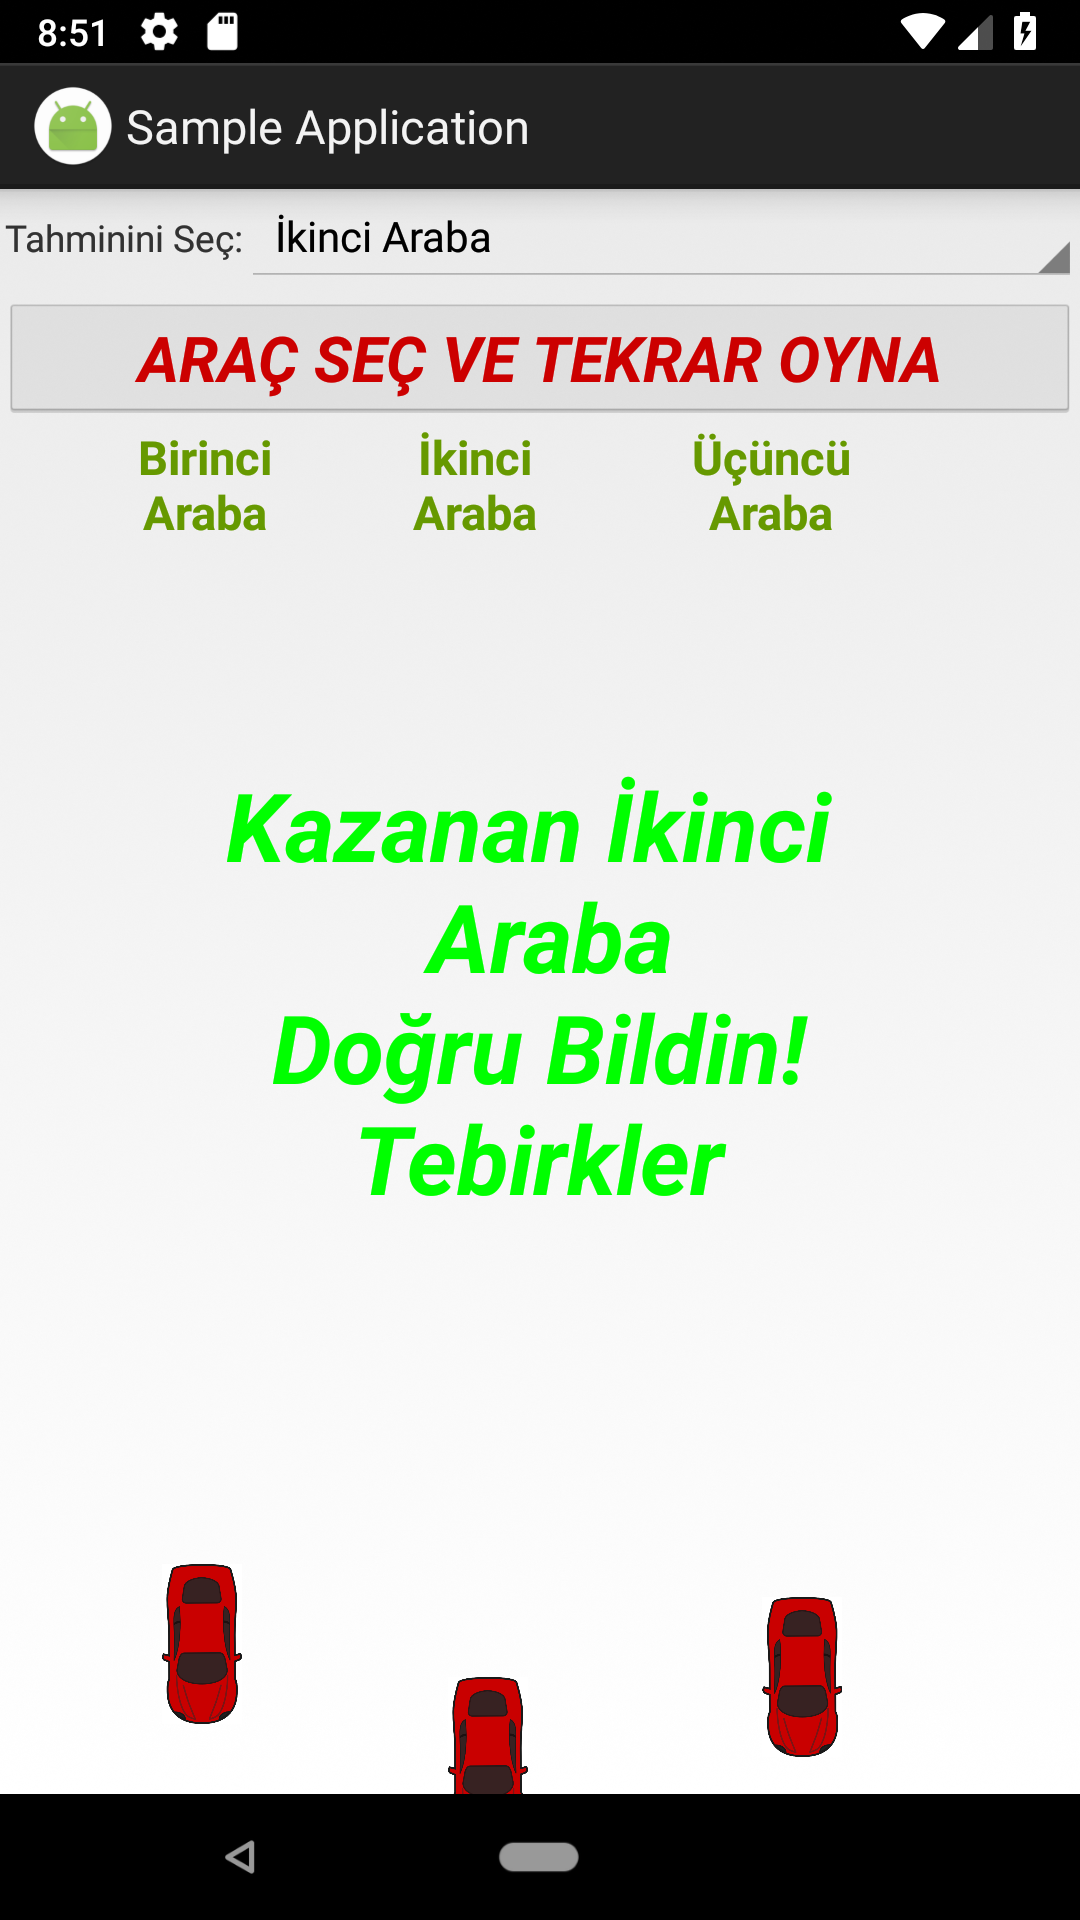 8:51
Sample Application
Tahminini Seç:
İkinci Araba
ARAÇ SEÇ VE TEKRAR OYNA
Birinci
Araba
İkinci
Araba
Üçüncü
Araba
Kazanan İkinci
Araba
Doğru Bildin!
Tebirkler